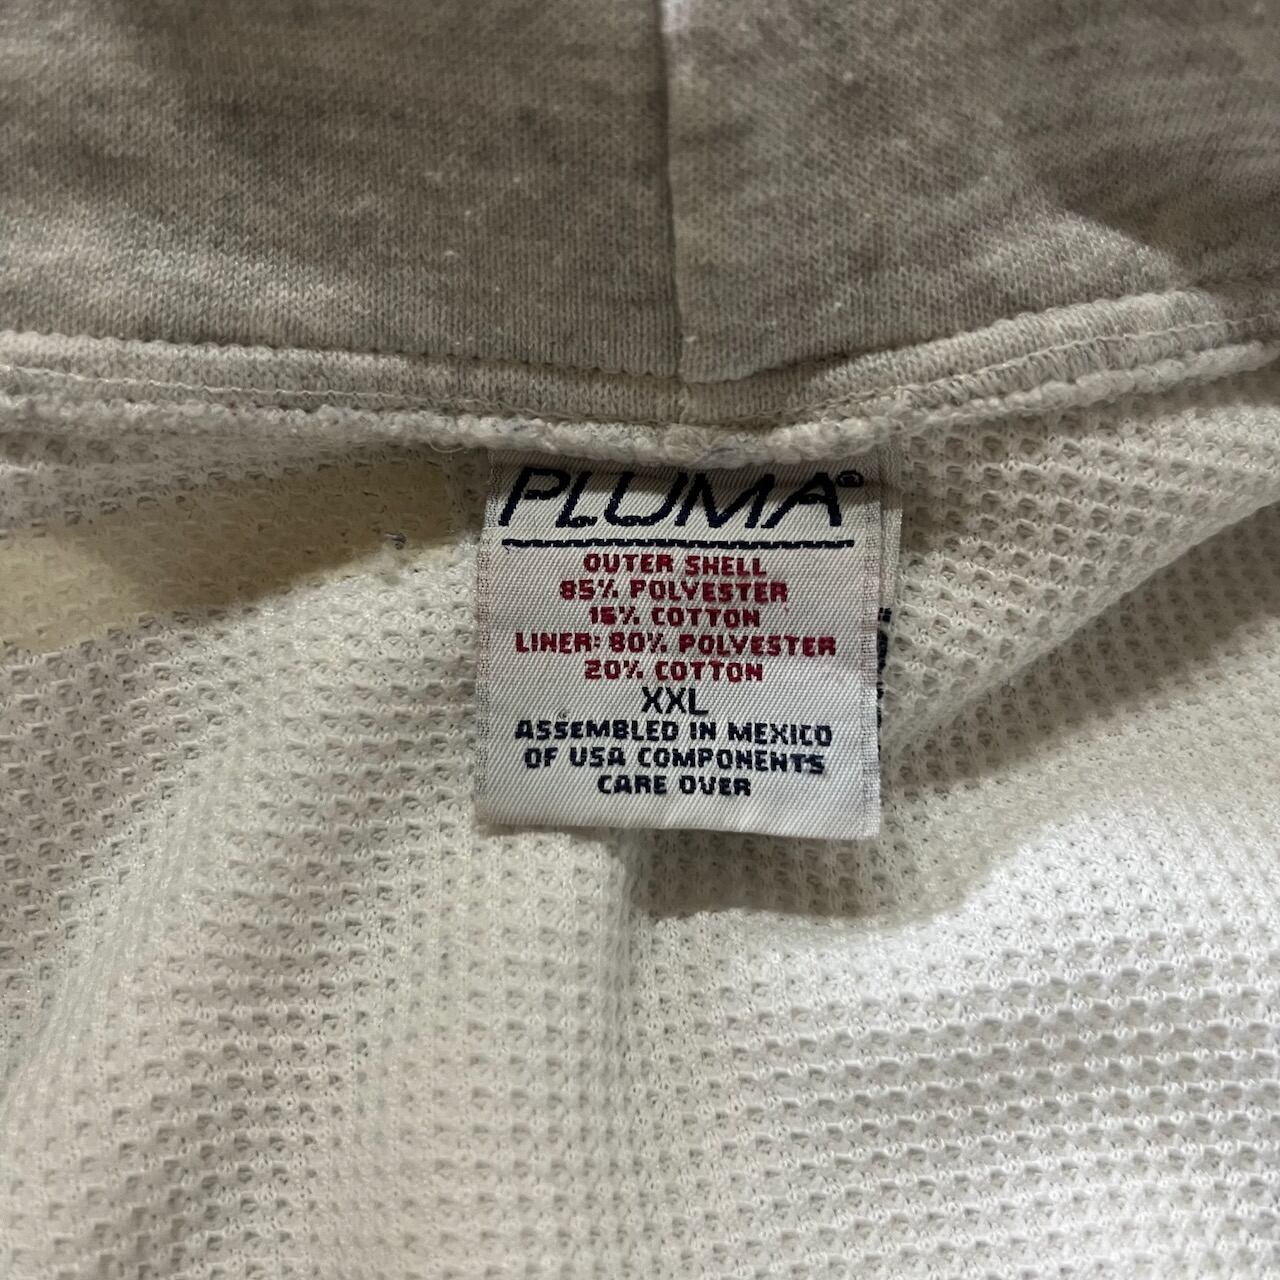 PLUMA®
OUTER SHELL
85% POLYESTER
15% COTTON
LINER: 80% POLYESTER
20% COTTON
XXL
ASSEMBLED IN MEXICO
OF USA COMPONENTS
CARE OVER